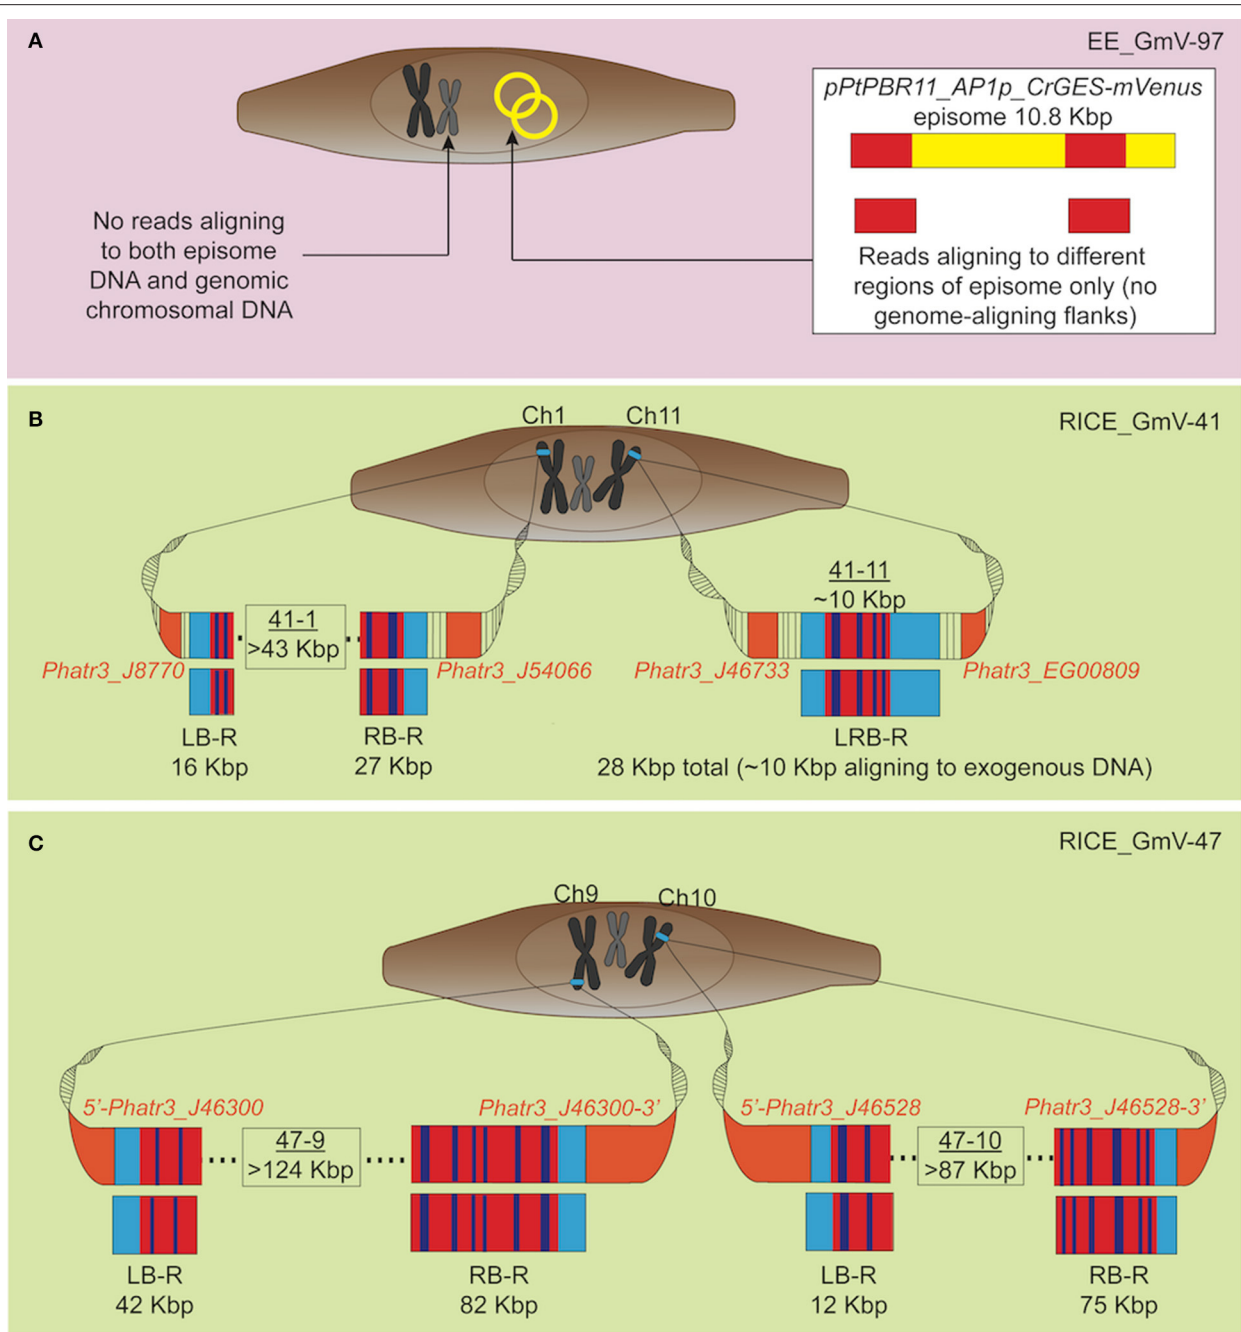 A
EE_GmV-97
pPtPBR11_AP1p_CrGES-mVenus
episome 10.8 Kbp
No reads aligning
to both episome
DNA and genomic
chromosomal DNA
Reads aligning to different
regions of episome only (no
genome-aligning flanks)
B
Ch1
Ch11
RICE_GmV-41
41-1
>43 Kbp
41-11
~10 Kbp
Phatr3_J8770
Phatr3_J54066
Phatr3_J46733
Phatr3_EG00809
LB-R
16 Kbp
RB-R
27 Kbp
LRB-R
28 Kbp total (~10 Kbp aligning to exogenous DNA)
C
RICE_GmV-47
Ch9
Ch10
5'-Phatr3_J46300
Phatr3_J46300-3'
5'-Phatr3_J46528
Phatr3_J46528-3'
47-9
>124 Kbp
47-10
>87 Kbp
LB-R
42 Kbp
RB-R
82 Kbp
LB-R
12 Kbp
RB-R
75 Kbp